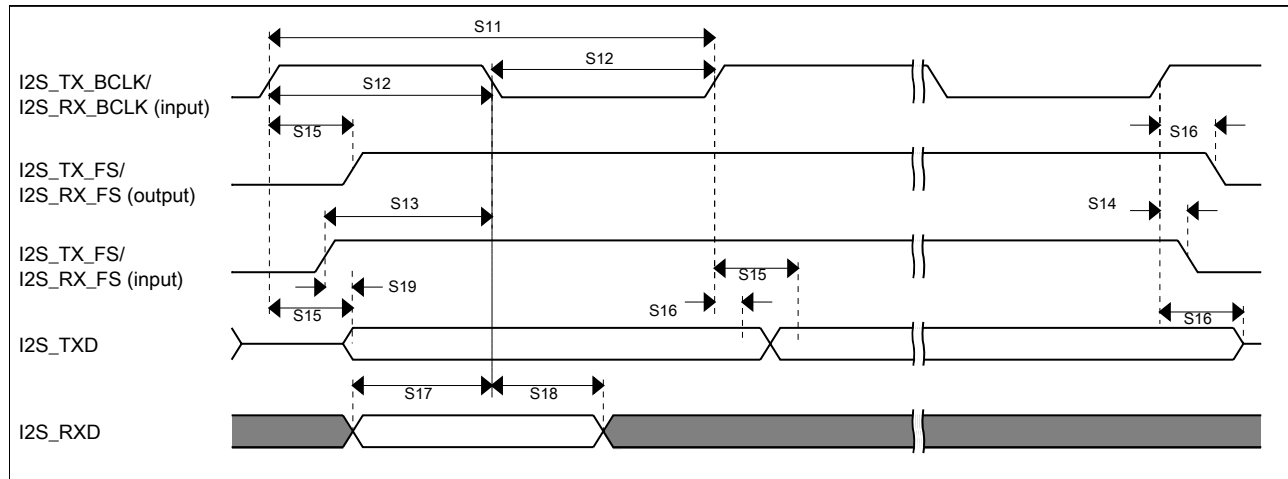 S11
I2S_TX_BCLK/
I2S_RX_BCLK (input)
S12
S12
S15
S16
I2S_TX_FS/
I2S_RX_FS (output)
S13
S14
I2S_TX_FS/
I2S_RX_FS (input)
S15
S19
S15
S16
S16
I2S_TXD
S17
S18
I2S_RXD